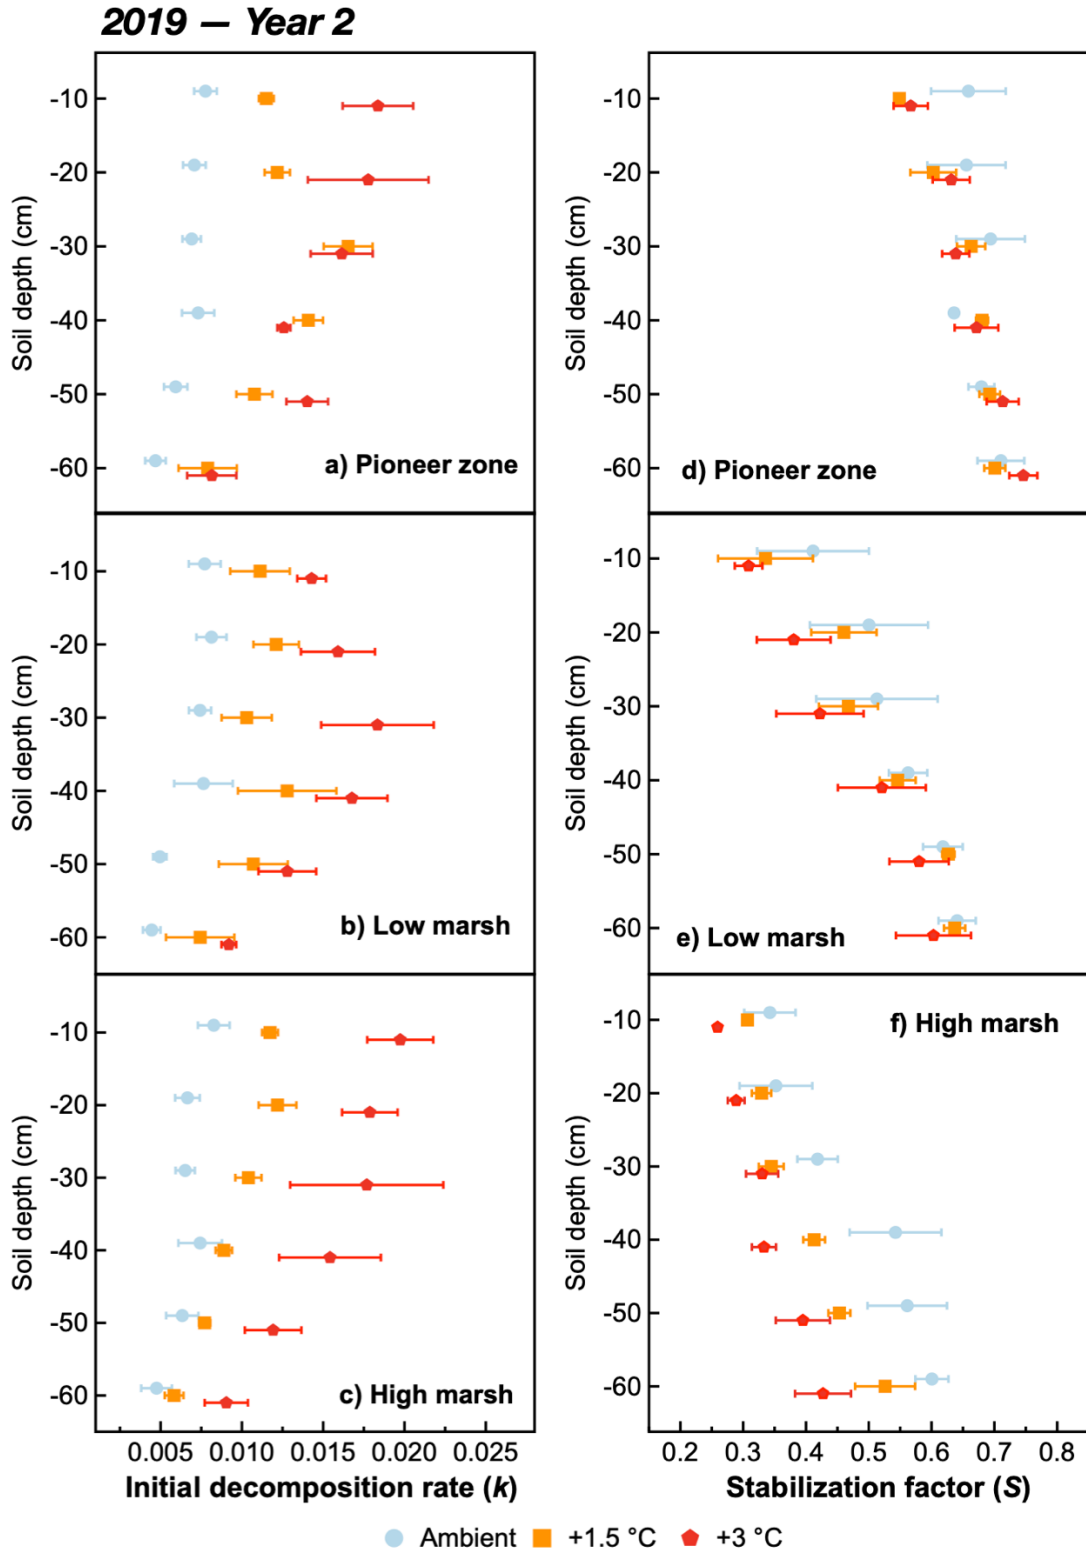 2019 — Year 2
Soil depth (cm)
-10
-20
-30
-40
-50
-60
a) Pioneer zone
Soil depth (cm)
-10
-20
-30
-40
-50
-60
d) Pioneer zone
Soil depth (cm)
-10
-20
-30
-40
-50
-60
b) Low marsh
Soil depth (cm)
-10
-20
-30
-40
-50
-60
e) Low marsh
Soil depth (cm)
-10
-20
-30
-40
-50
-60
c) High marsh
Soil depth (cm)
-10
-20
-30
-40
-50
-60
f) High marsh
0.005 0.010 0.015 0.020 0.025
Initial decomposition rate (k)
0.2 0.3 0.4 0.5 0.6 0.7 0.8
Stabilization factor (S)
Ambient +1.5 °C +3 °C